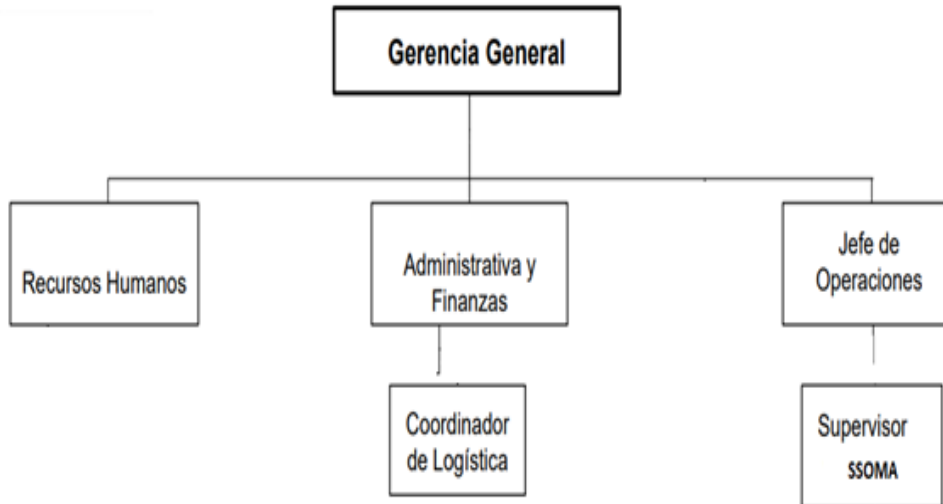 Gerencia General
Recursos Humanos
Administrativa y
Finanzas
Jefe de
Operaciones
Coordinador
de Logística
Supervisor
SSOMA